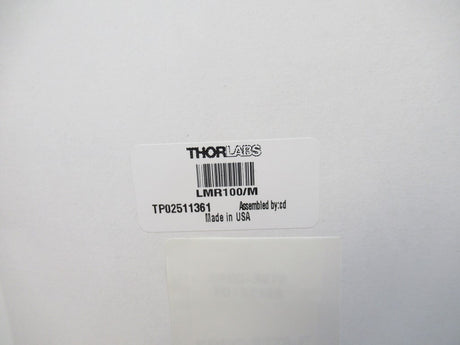 THORLABS
LMR100/M
TP02511361 Assembled by:cd
Made in USA